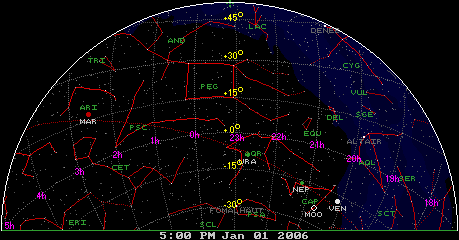 +45°
LAC
DENEB
AND
+30°
TRI
CYG
PEG
+15°
VUL
ARI
MAR
DEL
SGE
PSC
+0°
EQU
ALTAIR
0h
23h
22h
1h
21h
2h
AQR
URA
20h
AQL
3h
CET
-15°
19h
SER
4h
NEP
CAP
VEN
18h
-30°
FOMALHAUT
PSA
MOO
SCT
5h
ERI
SCL
5:00 PM Jan 01 2006